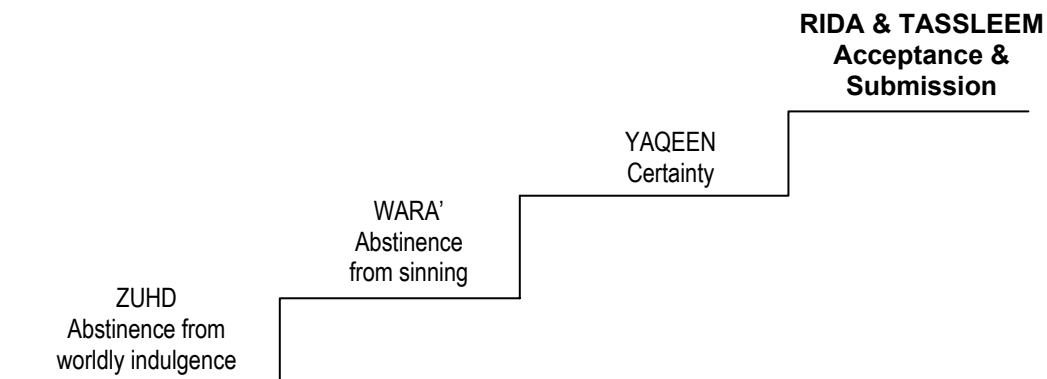 RIDA & TASSLEEM
Acceptance &
Submission
YAQEEN
Certainty
WARA’
Abstinence
from sinning
ZUHD
Abstinence from
worldly indulgence